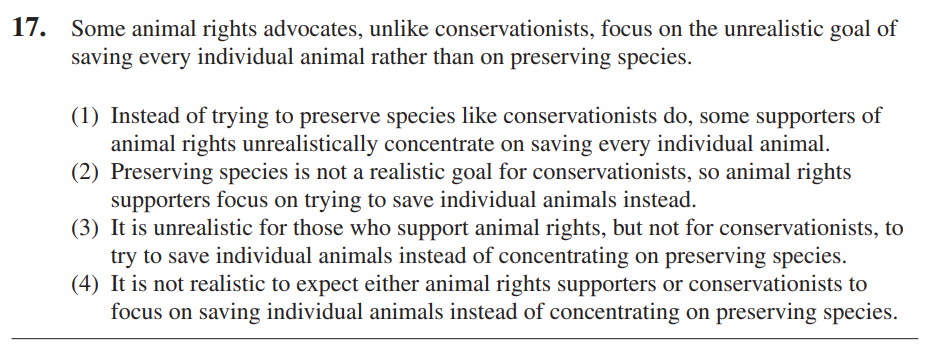 17. Some animal rights advocates, unlike conservationists, focus on the unrealistic goal of
saving every individual animal rather than on preserving species.
(1) Instead of trying to preserve species like conservationists do, some supporters of
animal rights unrealistically concentrate on saving every individual animal.
(2) Preserving species is not a realistic goal for conservationists, so animal rights
supporters focus on trying to save individual animals instead.
(3) It is unrealistic for those who support animal rights, but not for conservationists, to
try to save individual animals instead of concentrating on preserving species.
(4) It is not realistic to expect either animal rights supporters or conservationists to
focus on saving individual animals instead of concentrating on preserving species.